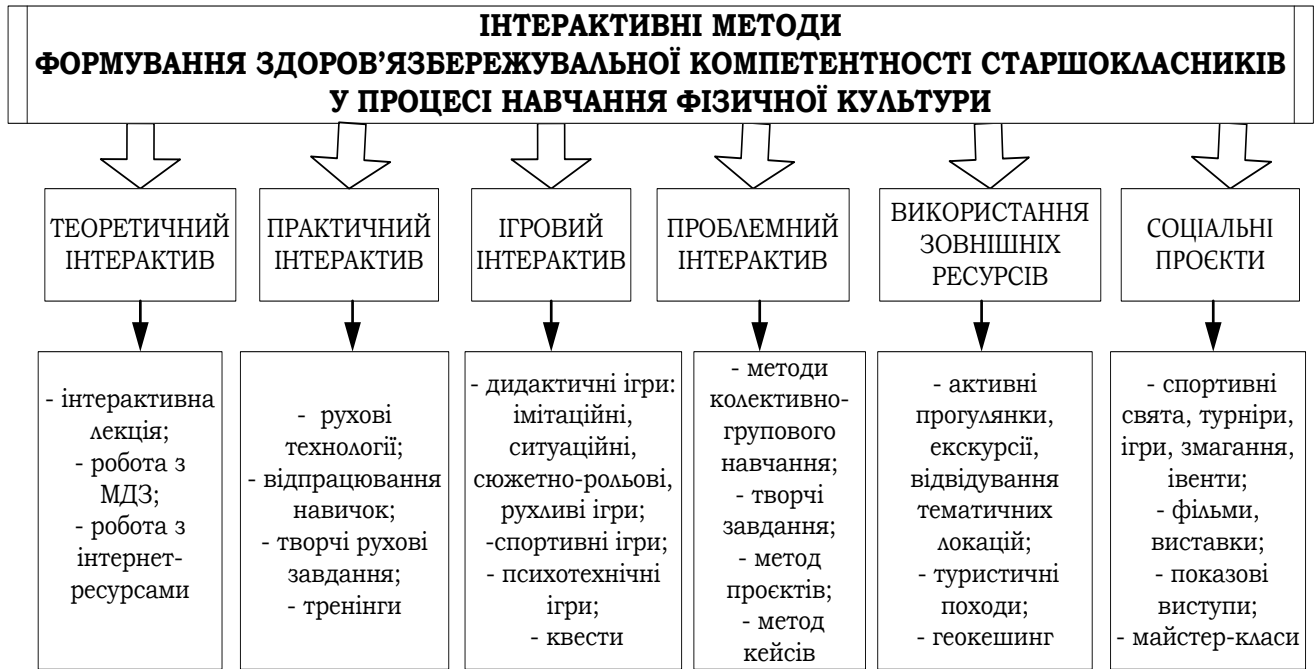 ІНТЕРАКТИВНІ МЕТОДИ
ФОРМУВАННЯ ЗДОРОВ’ЯЗБЕРЕЖУВАЛЬНОЇ КОМПЕТЕНТНОСТІ СТАРШОКЛАСНИКІВ
У ПРОЦЕСІ НАВЧАННЯ ФІЗИЧНОЇ КУЛЬТУРИ
ТЕОРЕТИЧНИЙ
ІНТЕРАКТИВ
ПРАКТИЧНИЙ
ІНТЕРАКТИВ
ІГРОВИЙ
ІНТЕРАКТИВ
ПРОБЛЕМНИЙ
ІНТЕРАКТИВ
ВИКОРИСТАННЯ
ЗОВНІШНІХ
РЕСУРСІВ
СОЦІАЛЬНІ
ПРОЄКТИ
- інтерактивна
лекція;
- робота з
МДЗ;
- робота з
інтернет-
ресурсами
- рухові
технології;
- відпрацювання
навичок;
- творчі рухові
завдання;
- тренінги
- дидактичні ігри:
імітаційні,
ситуаційні,
сюжетно-рольові,
рухливі ігри;
-спортивні ігри;
- психотехнічні
ігри;
- квести
- методи
колективно-
групового
навчання;
- творчі
завдання;
- метод
проєктів;
- метод
кейсів
- активні
прогулянки,
екскурсії,
відвідування
тематичних
локацій;
- туристичні
походи;
- геокешинг
- спортивні
свята, турніри,
ігри, змагання,
івенти;
- фільми,
виставки;
- показові
виступи;
- майстер-класи